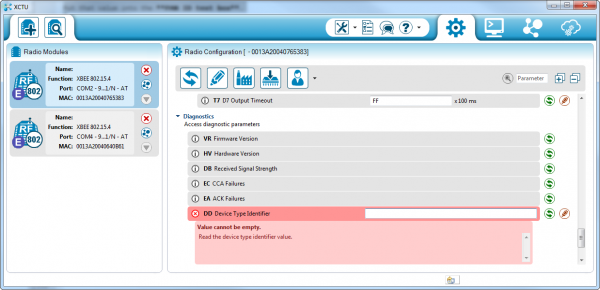 XCTU
Radio Modules
Name:
Function: XBEE 802.15.4
Port: COM2 - 9...1/N - AT
MAC: 0013A20040765383
Name:
Function: XBEE 802.15.4
Port: COM4 - 9...1/N - AT
MAC: 0013A20040640B61
Radio Configuration [ - 0013A20040765383]
Parameter
T7 D7 Output Timeout FF x100 ms
Diagnostics
Access diagnostic parameters
VR Firmware Version
HV Hardware Version
DB Received Signal Strength
EC CCA Failures
EA ACK Failures
DD Device Type Identifier
Value cannot be empty.
Read the device type identifier value.